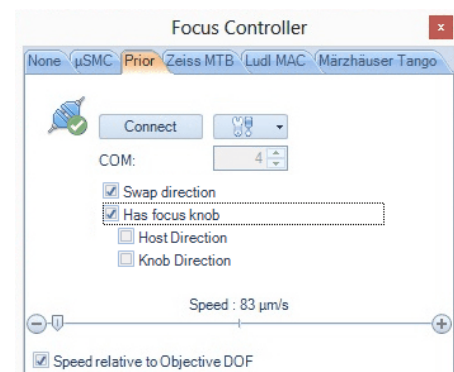 Focus Controller
x
None µSMC Prior Zeiss MTB Ludl MAC Märzhäuser Tango
Connect
COM: 4
Swap direction
Has focus knob
Host Direction
Knob Direction
Speed : 83 µm/s
Speed relative to Objective DOF